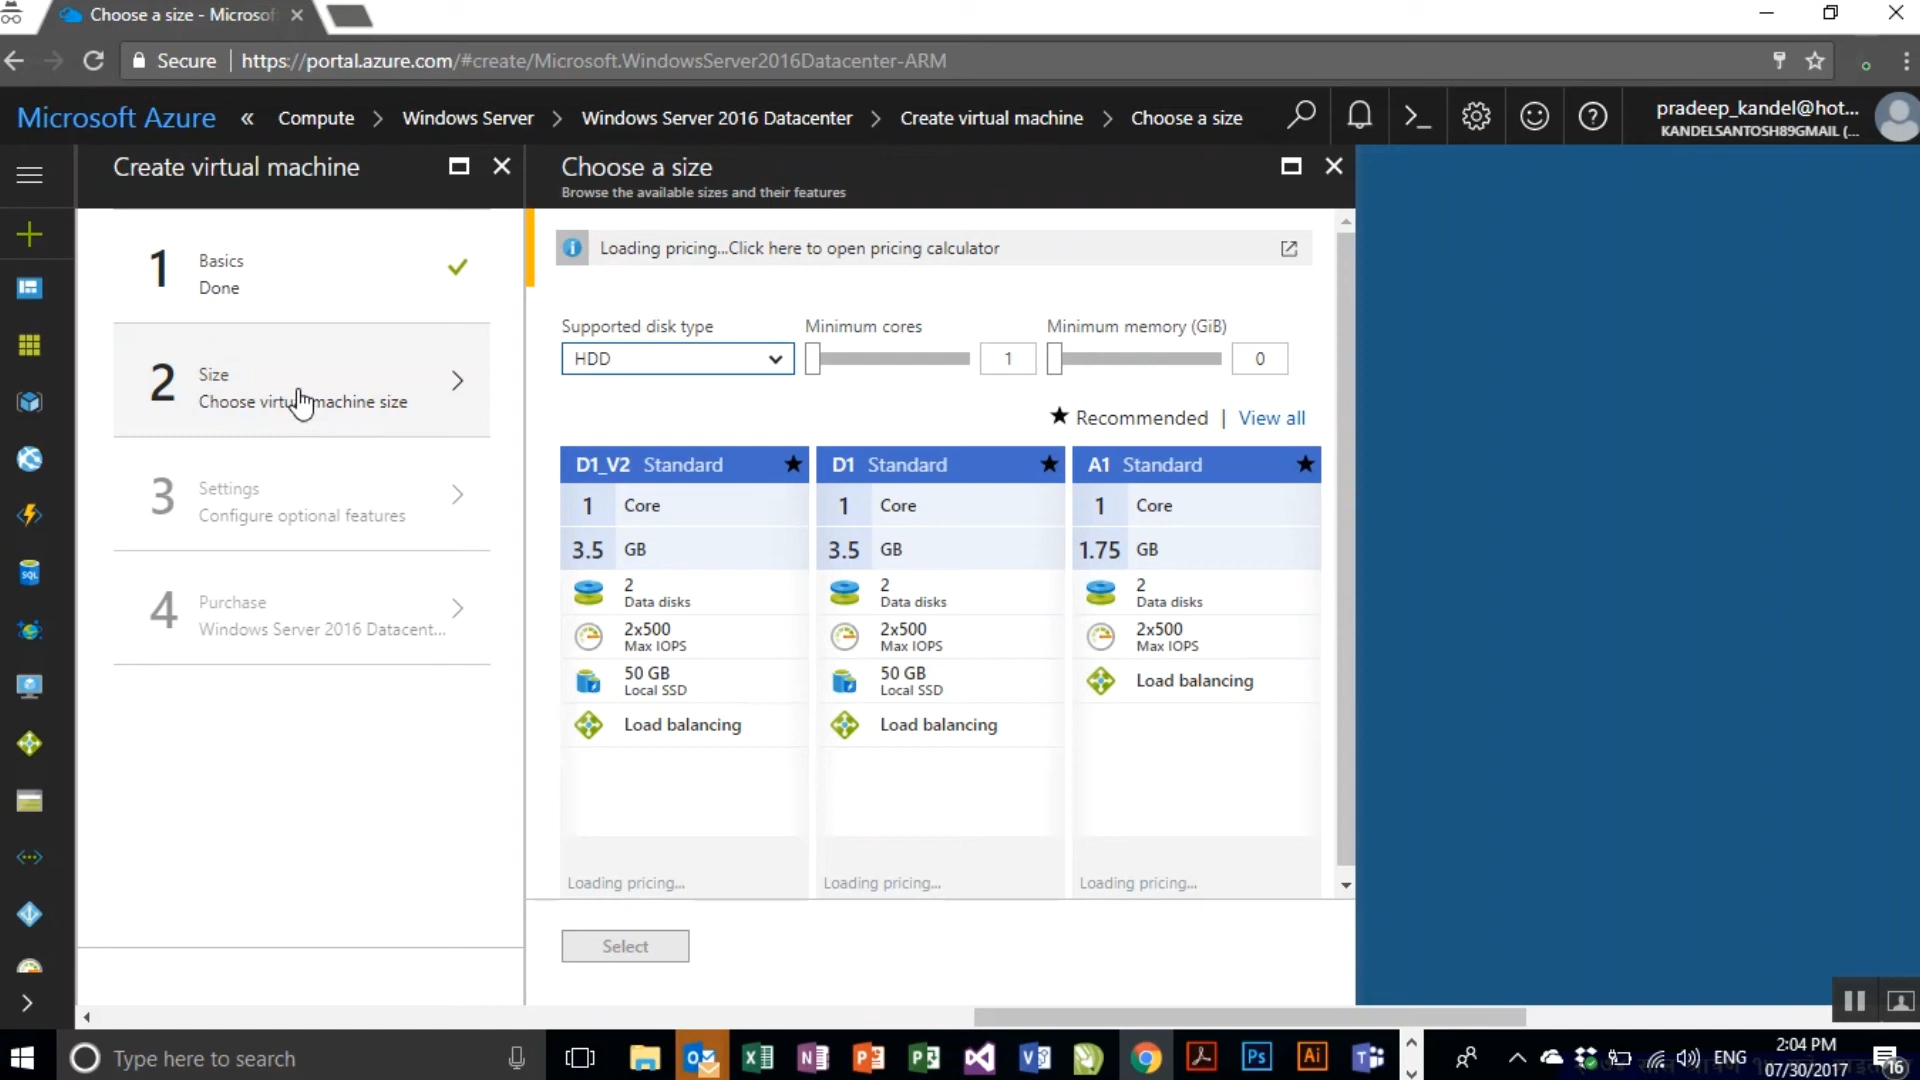 Choose a size - Microsof
Secure
https://portal.azure.com/#create/Microsoft.WindowsServer2016Datacenter-ARM
Microsoft Azure « Compute > Windows Server > Windows Server 2016 Datacenter > Create virtual machine > Choose a size
pradeep_kandel@hot...
KANDELSANTOSH89GMAIL (...
Create virtual machine
Choose a size
Browse the available sizes and their features
1
Basics
Done
2
Size
Choose virtual machine size
3
Settings
Configure optional features
4
Purchase
Windows Server 2016 Datacent...
Loading pricing...Click here to open pricing calculator
Supported disk type
HDD
Minimum cores
1
Minimum memory (GiB)
0
★ Recommended | View all
D1_V2 Standard ★
1 Core
3.5 GB
2
Data disks
2x500
Max IOPS
50 GB
Local SSD
Load balancing
Loading pricing...
D1 Standard ★
1 Core
3.5 GB
2
Data disks
2x500
Max IOPS
50 GB
Local SSD
Load balancing
Loading pricing...
A1 Standard ★
1 Core
1.75 GB
2
Data disks
2x500
Max IOPS
Load balancing
Loading pricing...
Select
Type here to search
ENG
2:04 PM
07/30/2017
16